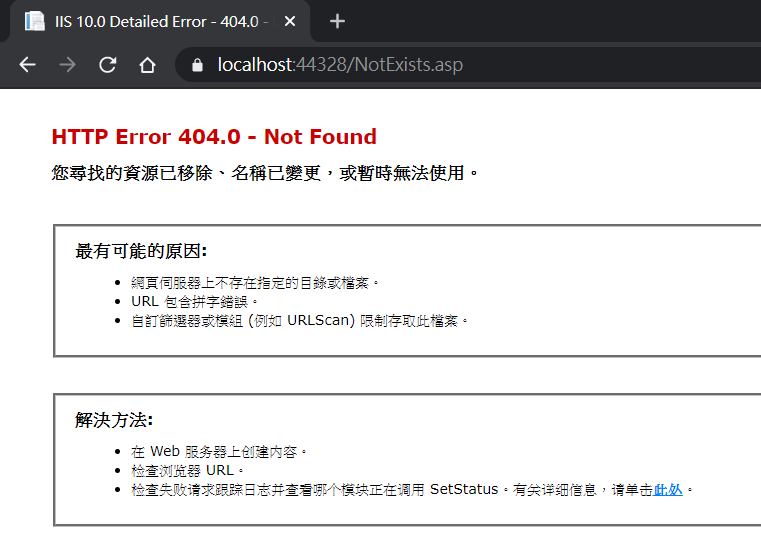 IIS 10.0 Detailed Error - 404.0 -
localhost:44328/NotExists.asp
HTTP Error 404.0 - Not Found
您尋找的資源已移除、名稱已變更，或暫時無法使用。
最有可能的原因:
網頁伺服器上不存在指定的目錄或檔案。
URL 包含拼字錯誤。
自訂篩選器或模組 (例如 URLScan) 限制存取此檔案。
解決方法:
在 Web 服务器上创建内容。
检查浏览器 URL。
检查失败请求跟踪日志并查看哪个模块正在调用 SetStatus。有关详细信息，请单击此处。